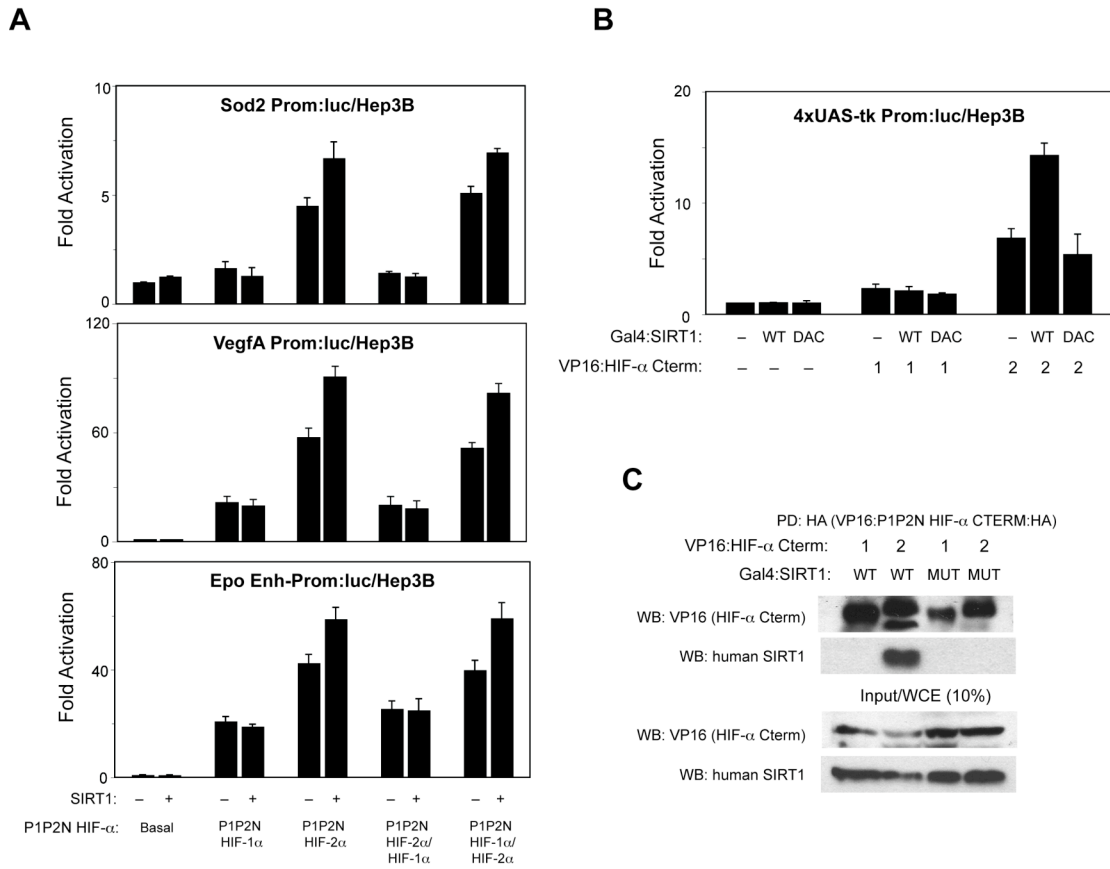 A
10
Sod2 Prom:luc/Hep3B
Fold Activation
5
0
120
VegfA Prom:luc/Hep3B
Fold Activation
60
0
80
Epo Enh-Prom:luc/Hep3B
Fold Activation
40
0
SIRT1: – + – + – + – + – +
P1P2N HIF-α: Basal P1P2N P1P2N P1P2N P1P2N
HIF-1α HIF-2α HIF-2α/ HIF-1α/
HIF-1α HIF-2α
B
20
4xUAS-tk Prom:luc/Hep3B
Fold Activation
15
10
5
0
Gal4:SIRT1: – WT DAC – WT DAC – WT DAC
VP16:HIF-α Cterm: – – – 1 1 1 2 2 2
C
PD: HA (VP16:P1P2N HIF-α CTERM:HA)
VP16:HIF-α Cterm: 1 2 1 2
Gal4:SIRT1: WT WT MUT MUT
WB: VP16 (HIF-α Cterm)
WB: human SIRT1
Input/WCE (10%)
WB: VP16 (HIF-α Cterm)
WB: human SIRT1